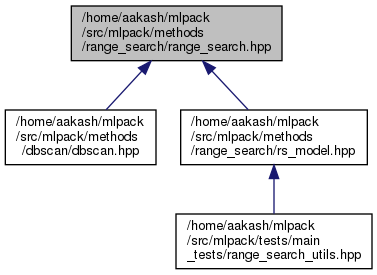 /home/aakash/mlpack
/src/mlpack/methods
/range_search/range_search.hpp
/home/aakash/mlpack
/src/mlpack/methods
/dbscan/dbscan.hpp
/home/aakash/mlpack
/src/mlpack/methods
/range_search/rs_model.hpp
/home/aakash/mlpack
/src/mlpack/tests/main
_tests/range_search_utils.hpp